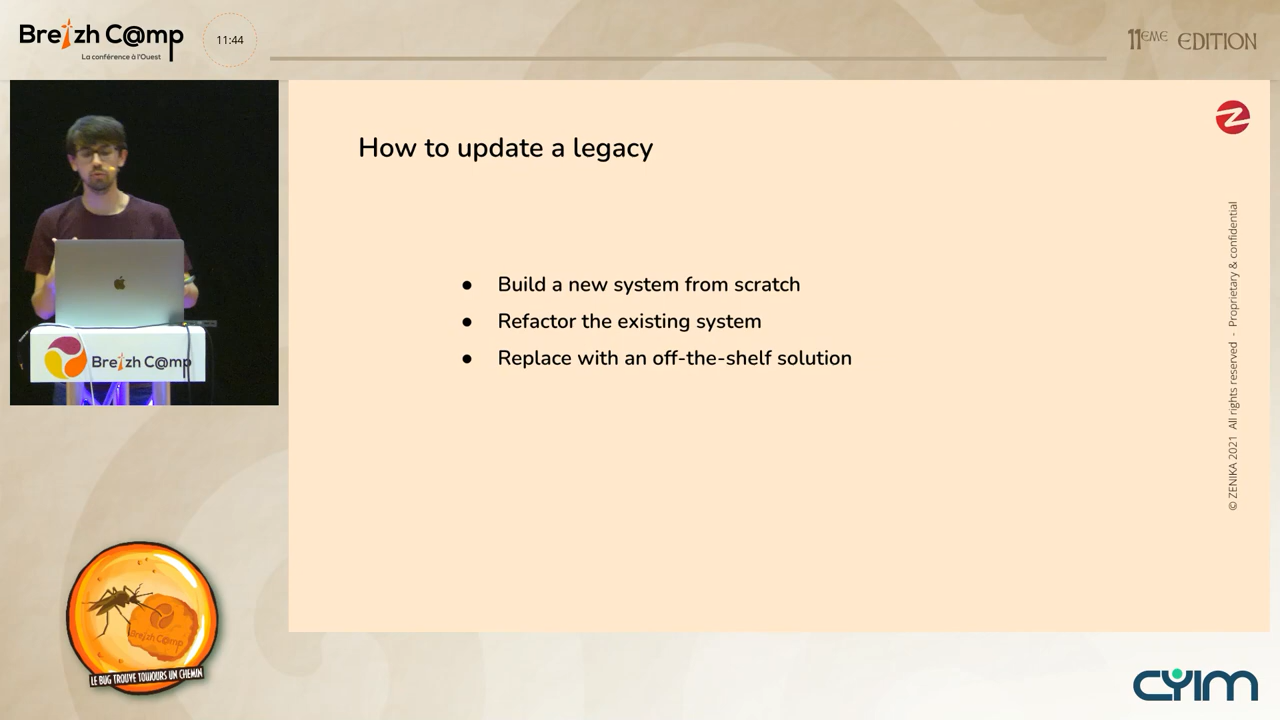 Breizh C@mp
La conférence à l'Ouest
11:44
11EME EDITION
How to update a legacy
● Build a new system from scratch
● Refactor the existing system
● Replace with an off-the-shelf solution
© ZENIKA 2021 All rights reserved - Proprietary & confidential
Breizh C@mp
Breizh C@mp
LE BUG TROUVE TOUJOURS UN CHEMIN
CYIM